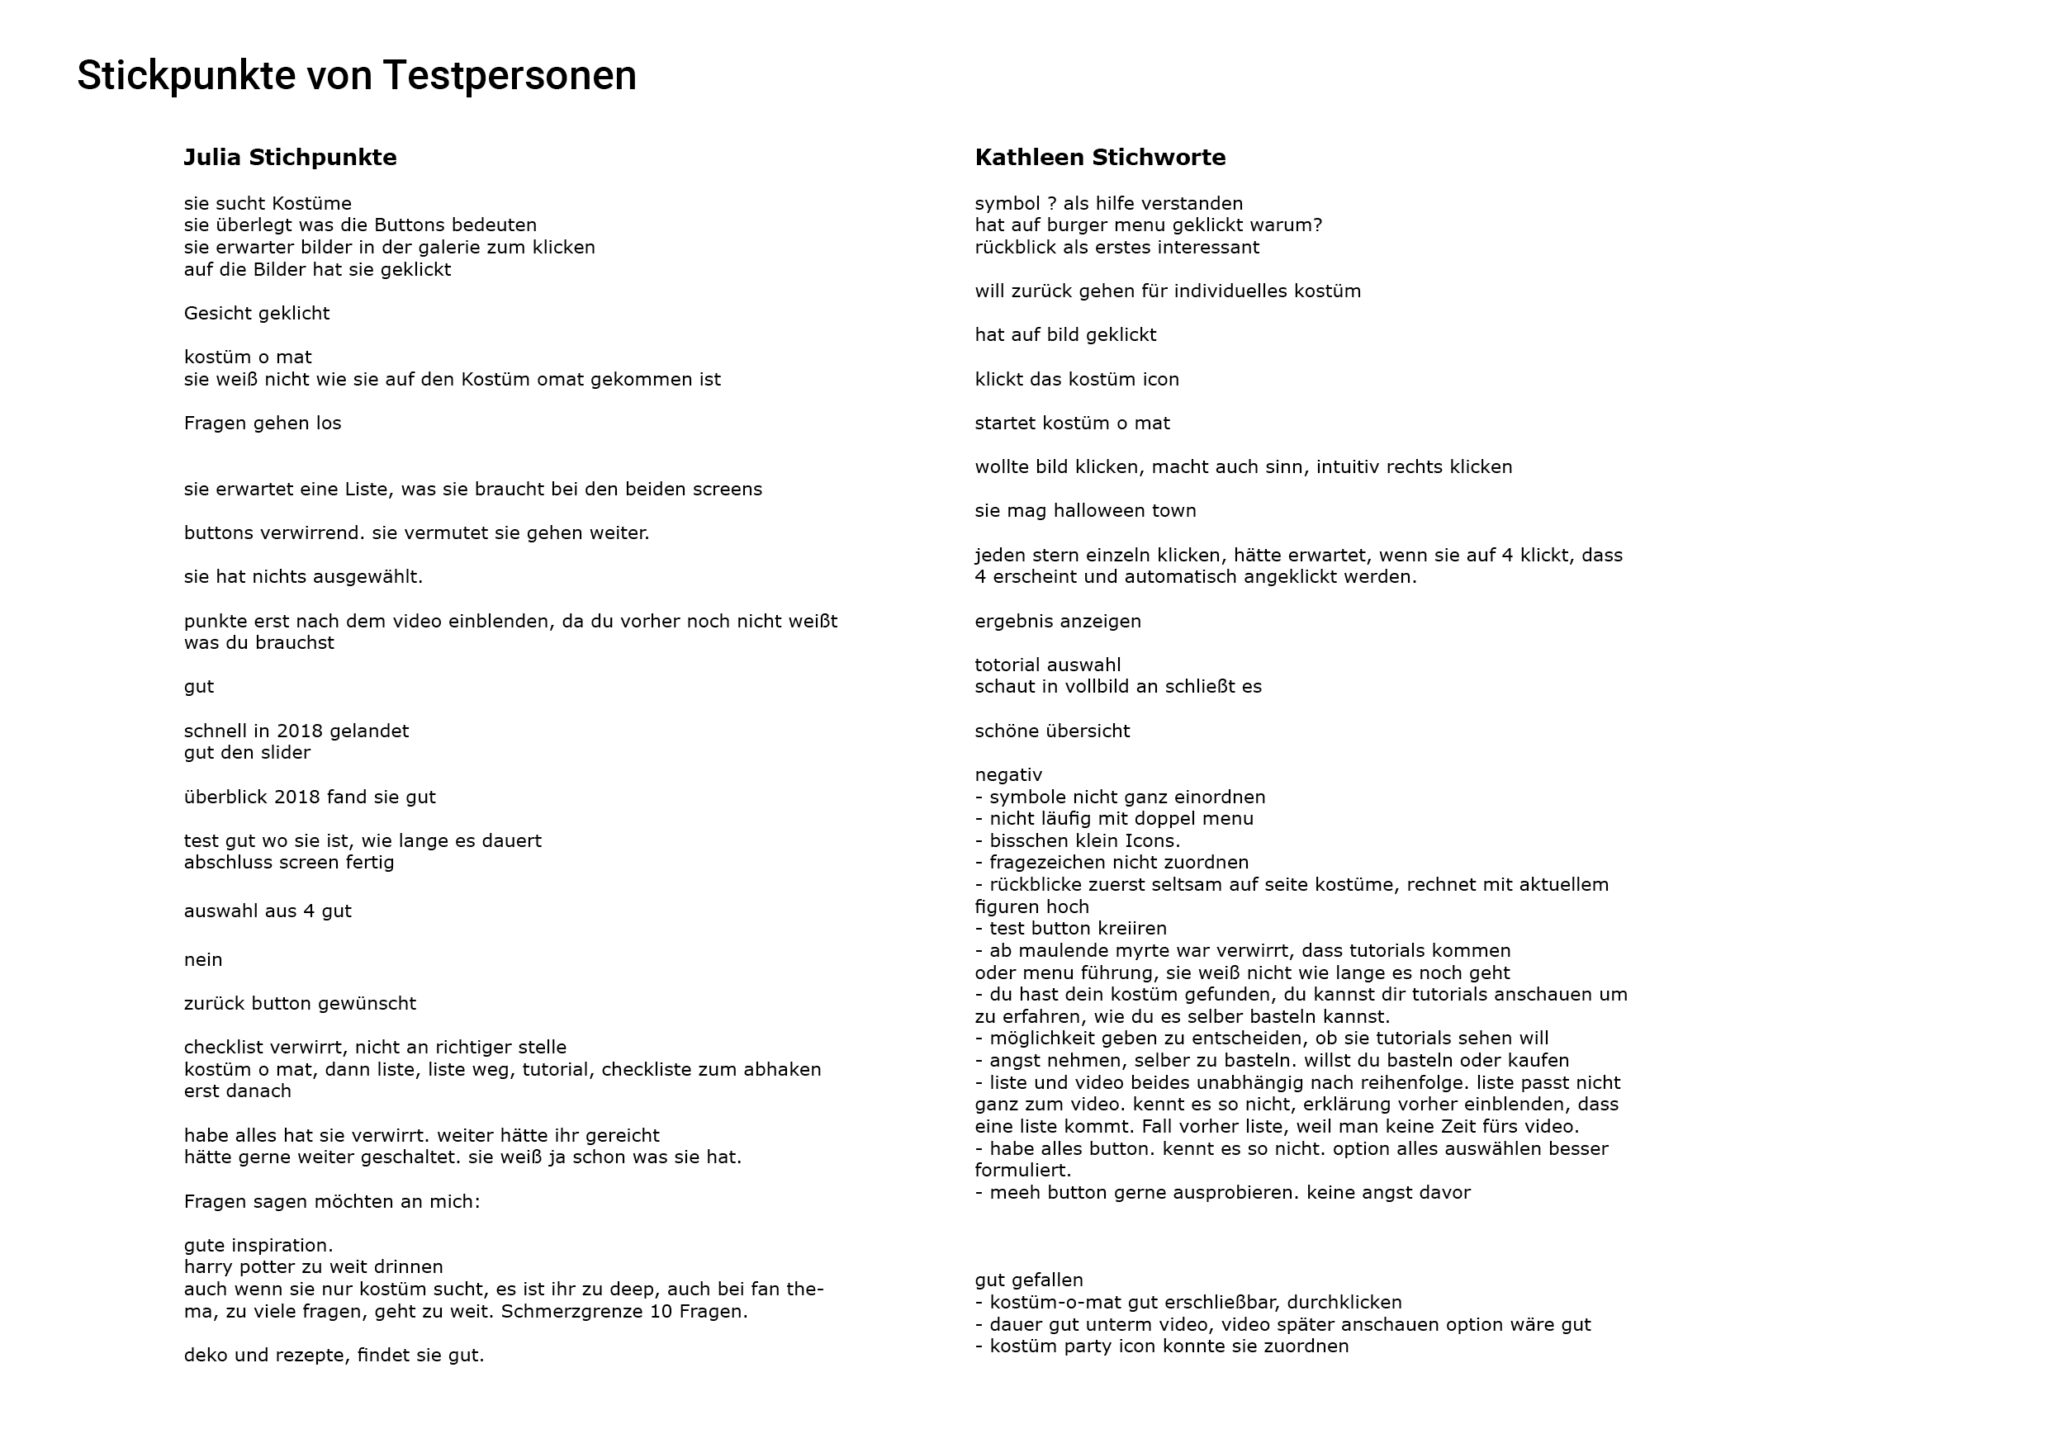 Stickpunkte von Testpersonen
Julia Stichpunkte
sie sucht Kostüme
sie überlegt was die Buttons bedeuten
sie erwarter bilder in der galerie zum klicken
auf die Bilder hat sie geklickt
Gesicht geklicht
kostüm o mat
sie weiß nicht wie sie auf den Kostüm omat gekommen ist
Fragen gehen los
sie erwartet eine Liste, was sie braucht bei den beiden screens
buttons verwirrend. sie vermutet sie gehen weiter.
sie hat nichts ausgewählt.
punkte erst nach dem video einblenden, da du vorher noch nicht weißt
was du brauchst
gut
schnell in 2018 gelandet
gut den slider
überblick 2018 fand sie gut
test gut wo sie ist, wie lange es dauert
abschluss screen fertig
auswahl aus 4 gut
nein
zurück button gewünscht
checklist verwirrt, nicht an richtiger stelle
kostüm o mat, dann liste, liste weg, tutorial, checkliste zum abhaken
erst danach
habe alles hat sie verwirrt. weiter hätte ihr gereicht
hätte gerne weiter geschaltet. sie weiß ja schon was sie hat.
Fragen sagen möchten an mich:
gute inspiration.
harry potter zu weit drinnen
auch wenn sie nur kostüm sucht, es ist ihr zu deep, auch bei fan the-
ma, zu viele fragen, geht zu weit. Schmerzgrenze 10 Fragen.
deko und rezepte, findet sie gut.
Kathleen Stichworte
symbol ? als hilfe verstanden
hat auf burger menu geklickt warum?
rückblick als erstes interessant
will zurück gehen für individuelles kostüm
hat auf bild geklickt
klickt das kostüm icon
startet kostüm o mat
wollte bild klicken, macht auch sinn, intuitiv rechts klicken
sie mag halloween town
jeden stern einzeln klicken, hätte erwartet, wenn sie auf 4 klickt, dass
4 erscheint und automatisch angeklickt werden.
ergebnis anzeigen
totorial auswahl
schaut in vollbild an schließt es
schöne übersicht
negativ
- symbole nicht ganz einordnen
- nicht läufig mit doppel menu
- bisschen klein Icons.
- fragezeichen nicht zuordnen
- rückblicke zuerst seltsam auf seite kostüme, rechnet mit aktuellem
figuren hoch
- test button kreiiren
- ab maulende myrte war verwirrt, dass tutorials kommen
oder menu führung, sie weiß nicht wie lange es noch geht
- du hast dein kostüm gefunden, du kannst dir tutorials anschauen um
zu erfahren, wie du es selber basteln kannst.
- möglichkeit geben zu entscheiden, ob sie tutorials sehen will
- angst nehmen, selber zu basteln. willst du basteln oder kaufen
- liste und video beides unabhängig nach reihenfolge. liste passt nicht
ganz zum video. kennt es so nicht, erklärung vorher einblenden, dass
eine liste kommt. Fall vorher liste, weil man keine Zeit fürs video.
- habe alles button. kennt es so nicht. option alles auswählen besser
formuliert.
- meeh button gerne ausprobieren. keine angst davor
gut gefallen
- kostüm-o-mat gut erschließbar, durchklicken
- dauer gut unterm video, video später anschauen option wäre gut
- kostüm party icon konnte sie zuordnen